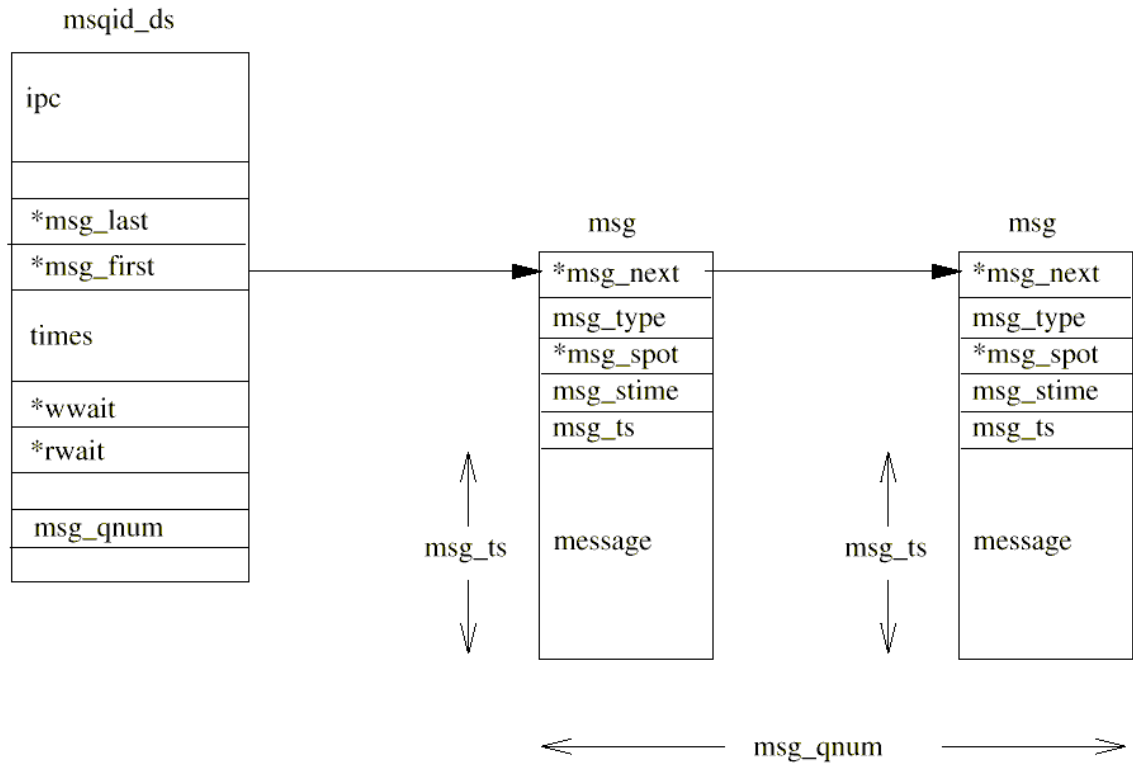 msqid_ds
ipc
*msg_last
*msg_first
times
*wwait
*rwait
msg_qnum
msg
*msg_next
msg_type
*msg_spot
msg_stime
msg_ts
message
msg_ts
msg
*msg_next
msg_type
*msg_spot
msg_stime
msg_ts
message
msg_ts
msg_qnum